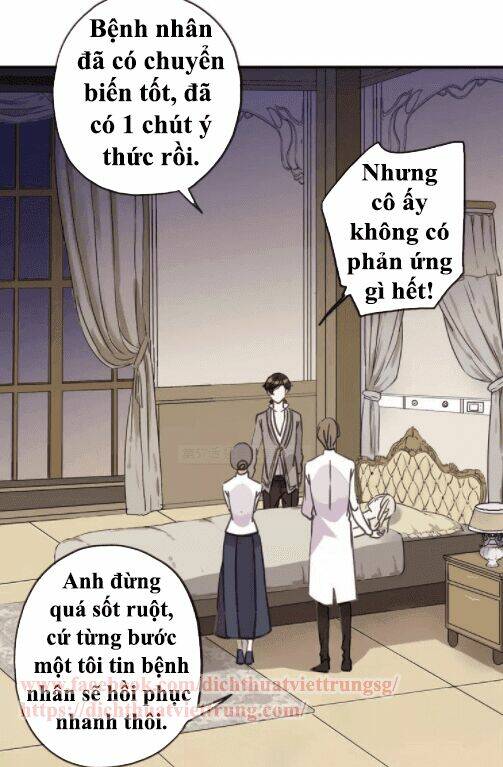 Bệnh nhân
đã có chuyển
biến tốt, đã
có 1 chút ý
thức rồi.
Nhưng
cô ấy
không có
phản ứng
gì hết!
Anh đừng
quá sốt ruột,
cứ từng bước
một tôi tin bệnh
nhân sẽ hồi phục
nhanh thôi.
www.facebook.com/dichthuatviettrungsg/
https://dichthuatviettrung.com/